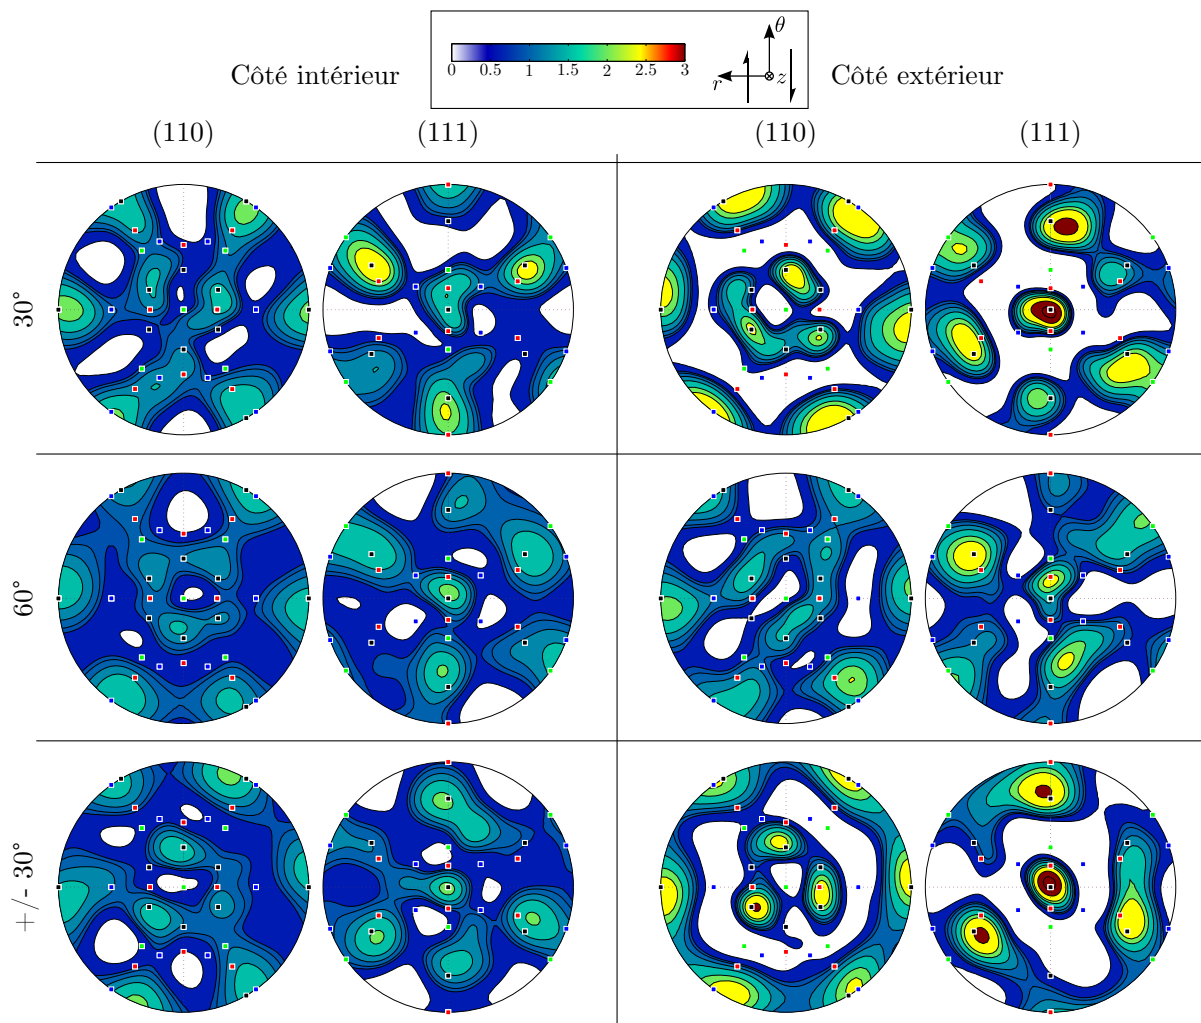 θ
0 0.5 1 1.5 2 2.5 3
r z
Côté intérieur Côté extérieur
(110) (111) (110) (111)
30°
60°
+/- 30°